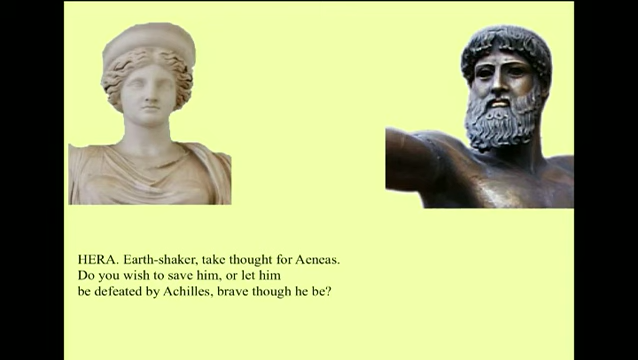 HERA. Earth-shaker, take thought for Aeneas.
Do you wish to save him, or let him
be defeated by Achilles, brave though he be?